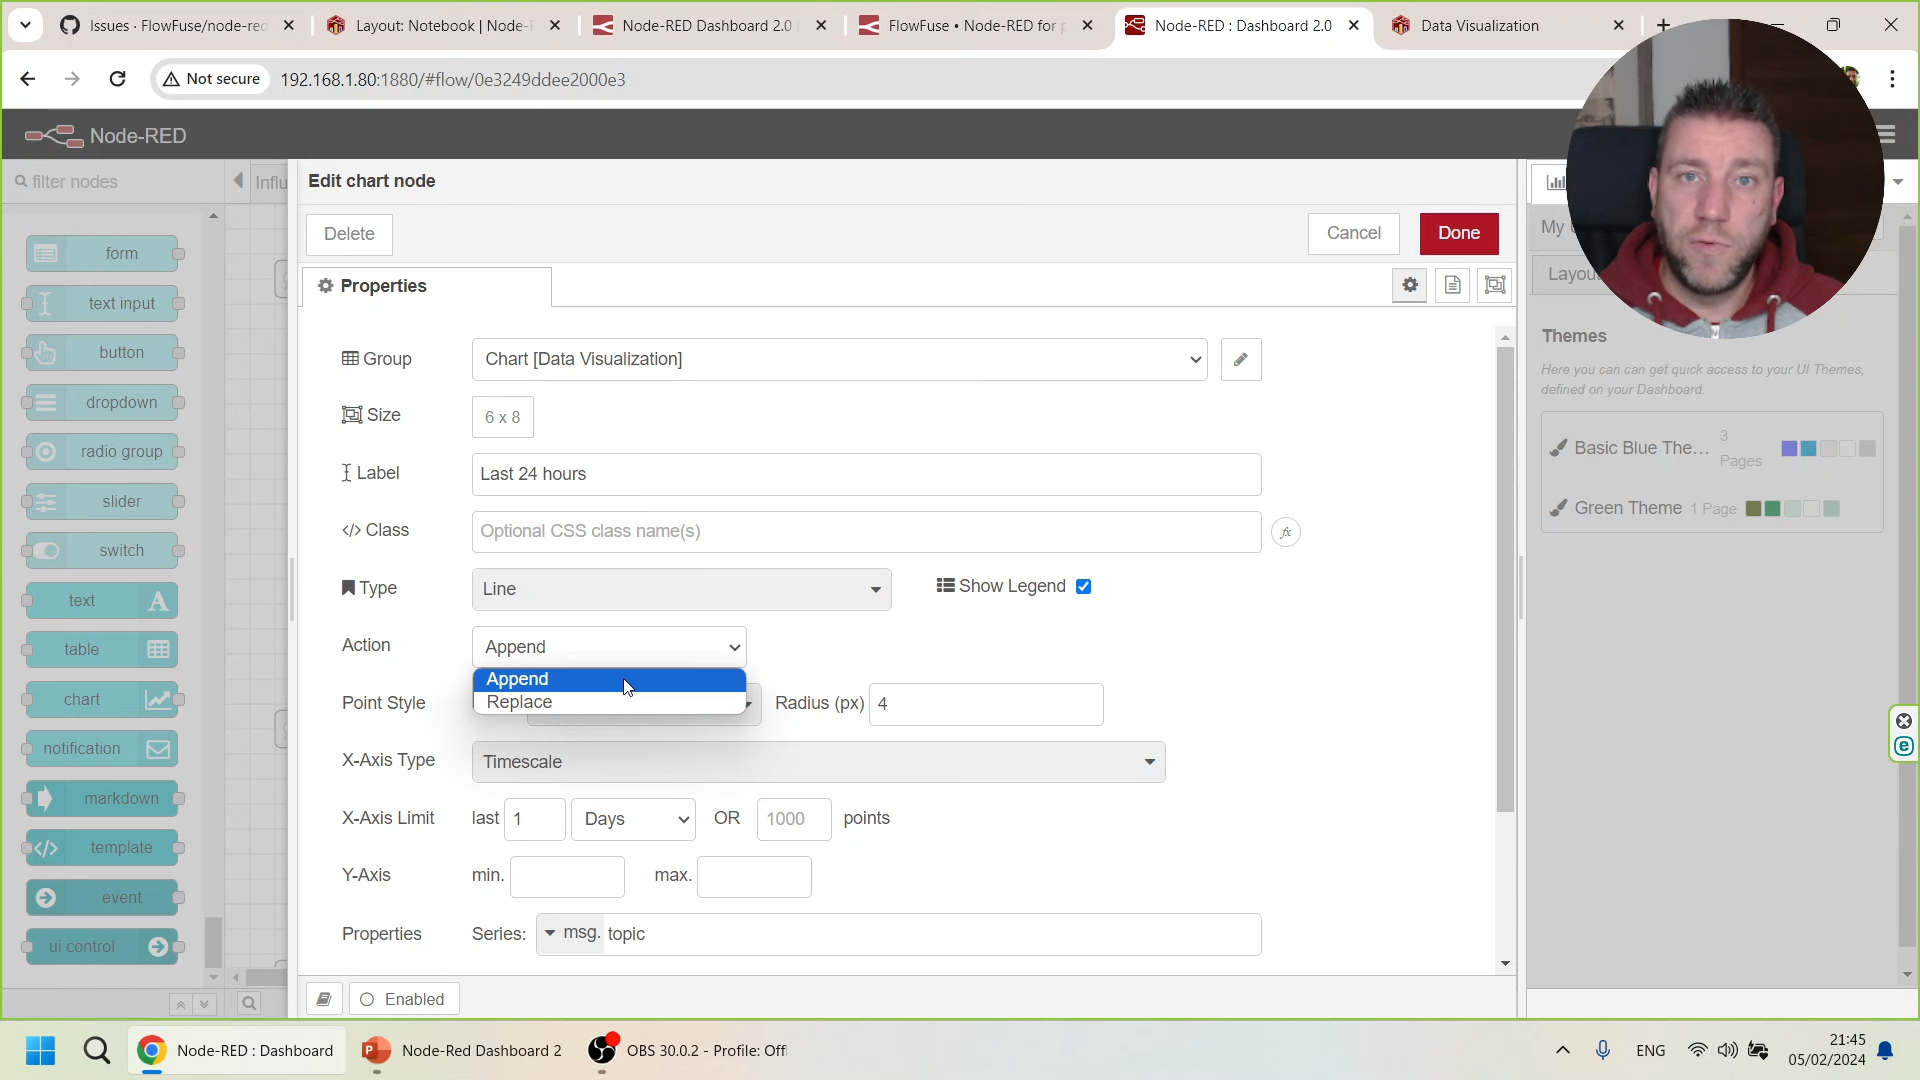 Issues · FlowFuse/node-red
Layout: Notebook | Node-R
Node-RED Dashboard 2.0
FlowFuse • Node-RED for p
Node-RED : Dashboard 2.0
Data Visualization
Not secure
192.168.1.80:1880/#flow/0e3249ddee2000e3
Node-RED
filter nodes
Influ
Edit chart node
Delete
Cancel
Done
Properties
Group
Chart [Data Visualization]
Size
6 x 8
Label
Last 24 hours
Class
Optional CSS class name(s)
fx
Type
Line
Show Legend
Action
Append
Append
Replace
Point Style
Radius (px)
4
X-Axis Type
Timescale
X-Axis Limit
last
1
Days
OR
1000
points
Y-Axis
min.
max.
Properties
Series:
msg.
topic
Enabled
form
text input
button
dropdown
radio group
slider
switch
text
table
chart
notification
markdown
template
event
ui control
My
Layou
Themes
Here you can can get quick access to your UI Themes,
defined on your Dashboard.
Basic Blue The...
3
Pages
Green Theme
1 Page
Node-RED : Dashboard
Node-Red Dashboard 2
OBS 30.0.2 - Profile: Off
ENG
21:45
05/02/2024